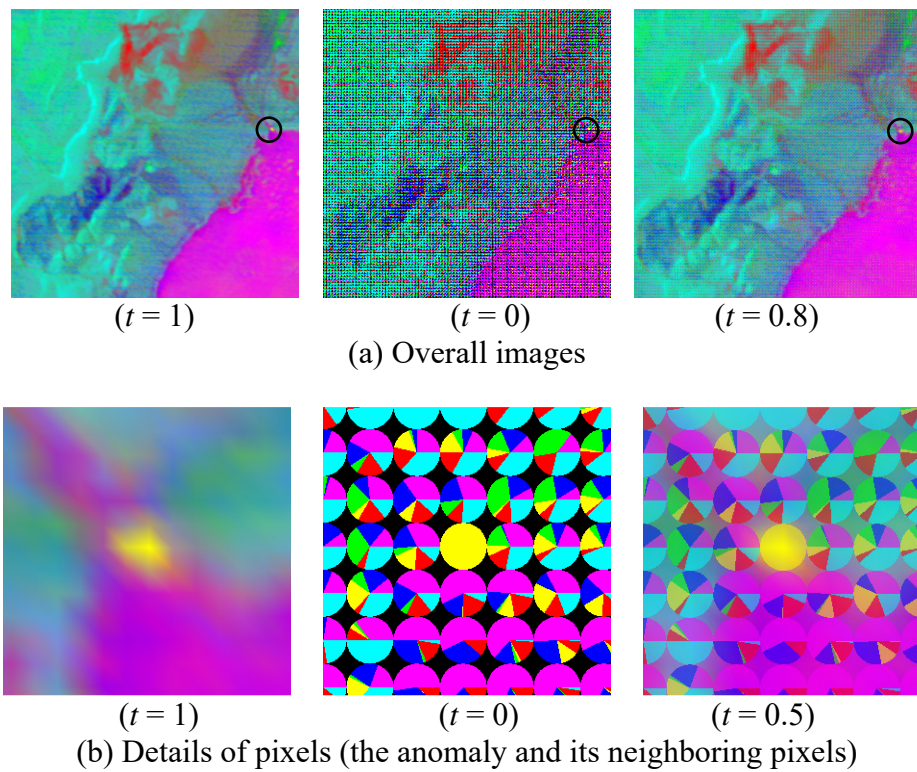 (t = 1) (t = 0) (t = 0.8)
(a) Overall images
(t = 1) (t = 0) (t = 0.5)
(b) Details of pixels (the anomaly and its neighboring pixels)